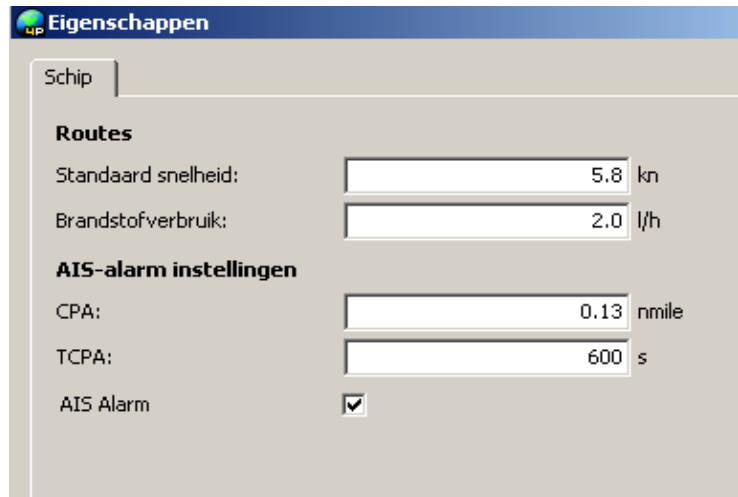 4P Eigenschappen
Schip
Routes
Standaard snelheid: 5.8 kn
Brandstofverbruik: 2.0 l/h
AIS-alarm instellingen
CPA: 0.13 nmile
TCPA: 600 s
AIS Alarm